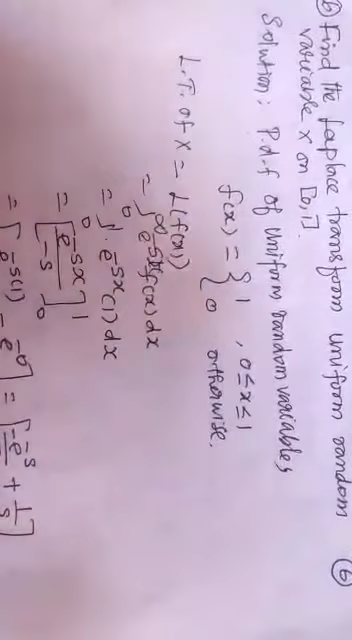 ⑥ Find the Laplace transform uniform random ⑥
variable X on [0,1].
Solution: P.d.f of uniform random variables
f(x) = { 1 , 0≤x≤1
0 otherwise.
L.T. of X = L(f(x))
= ∫₀^∞ e^{-sx} f(x) dx
= ∫₀^1 e^{-sx} (1) dx
= [e^{-sx}/-s]₀^1
= [e^{-s(1)} - e^{-0}] = [-e^{-s} + 1/s]